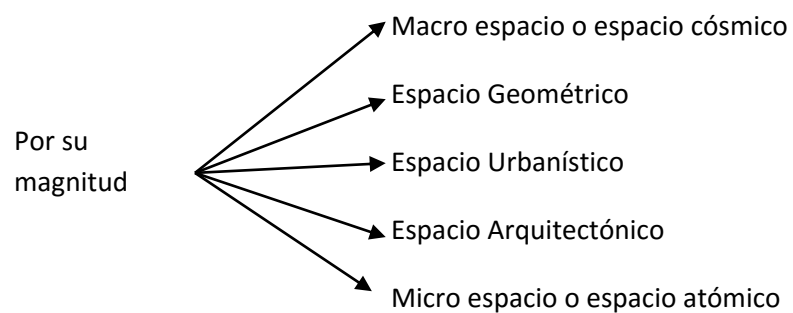 Macro espacio o espacio cósmico
Espacio Geométrico
Por su
magnitud
Espacio Urbanístico
Espacio Arquitectónico
Micro espacio o espacio atómico